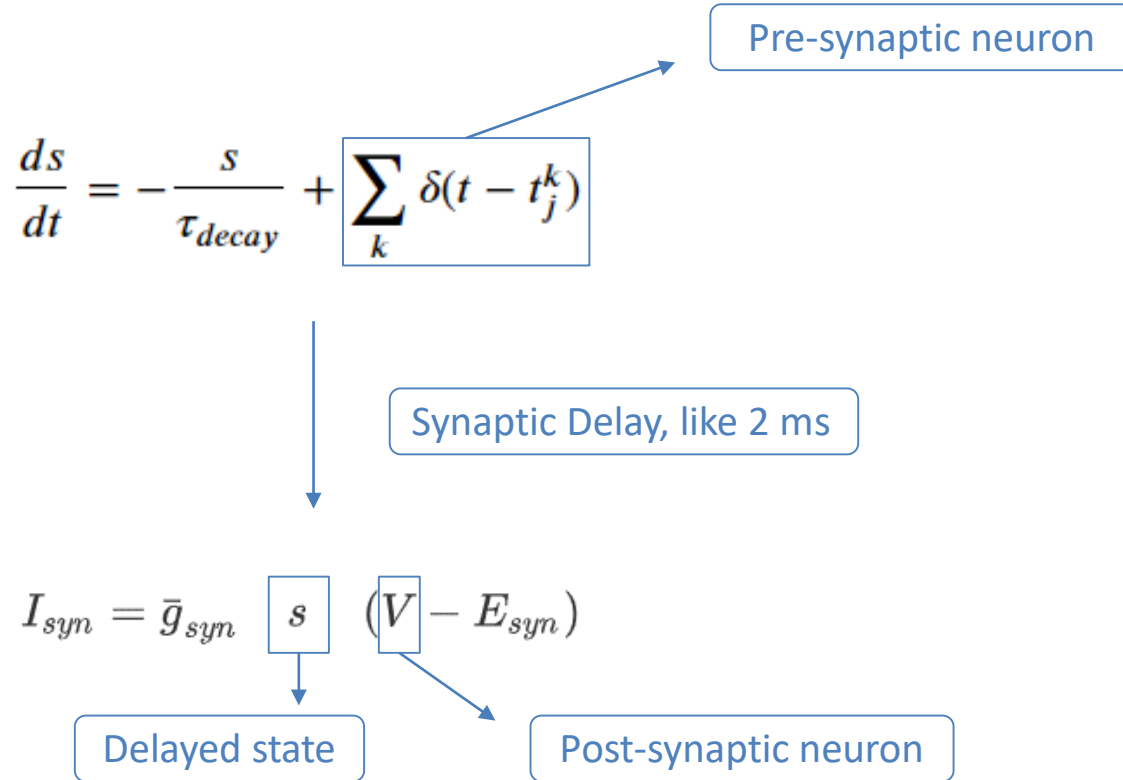 Pre-synaptic neuron
ds/dt = − s/τ_decay + ∑_k δ(t − t_j^k)
Synaptic Delay, like 2 ms
I_syn = ḡ_syn s (V − E_syn)
Delayed state
Post-synaptic neuron